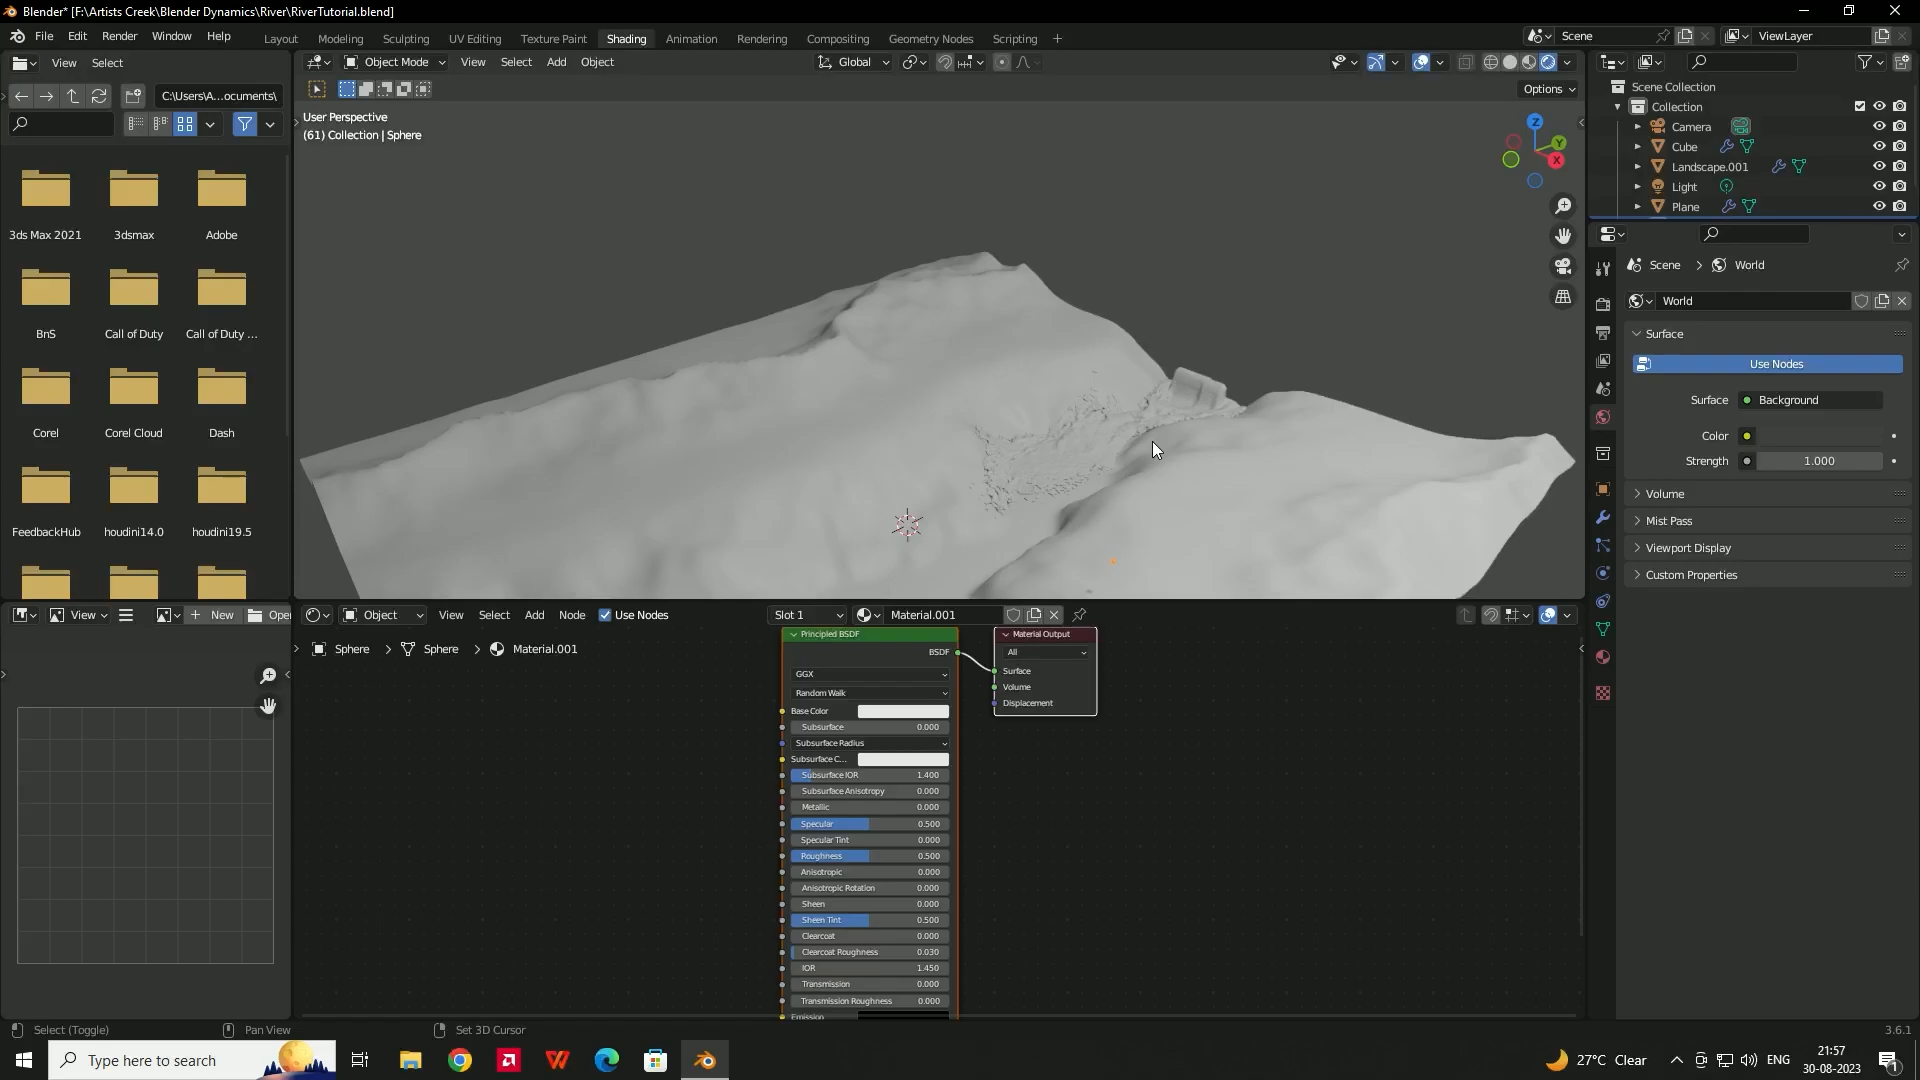 Blender* [F:\Artists Creek\Blender Dynamics\River\RiverTutorial.blend]
File Edit Render Window Help
Layout Modeling Sculpting UV Editing Texture Paint Shading Animation Rendering Compositing Geometry Nodes Scripting +
Scene
ViewLayer
View Select
C:\Users\A...ocuments\
3ds Max 2021 3dsmax Adobe
BnS Call of Duty Call of Duty ...
Corel Corel Cloud Dash
FeedbackHub houdini14.0 houdini19.5
Object Mode View Select Add Object
Global
Options
User Perspective
(61) Collection | Sphere
Z
Y
X
Scene Collection
Collection
Camera
Cube
Landscape.001
Light
Plane
Scene > World
World
Surface
Use Nodes
Surface Background
Color
Strength 1.000
Volume
Mist Pass
Viewport Display
Custom Properties
View
+ New
Ope
Object View Select Add Node Use Nodes
Slot 1
Material.001
Sphere > Sphere > Material.001
Principled BSDF
BSDF
GGX
Random Walk
Base Color
Subsurface 0.000
Subsurface Radius
Subsurface C...
Subsurface IOR 1.400
Subsurface Anisotropy 0.000
Metallic 0.000
Specular 0.500
Specular Tint 0.000
Roughness 0.500
Anisotropic 0.000
Anisotropic Rotation 0.000
Sheen 0.000
Sheen Tint 0.500
Clearcoat 0.000
Clearcoat Roughness 0.030
IOR 1.450
Transmission 0.000
Transmission Roughness 0.000
Emission
Material Output
All
Surface
Volume
Displacement
Select (Toggle)
Pan View
Set 3D Cursor
3.6.1
Type here to search
27°C Clear
ENG
21:57
30-08-2023
1